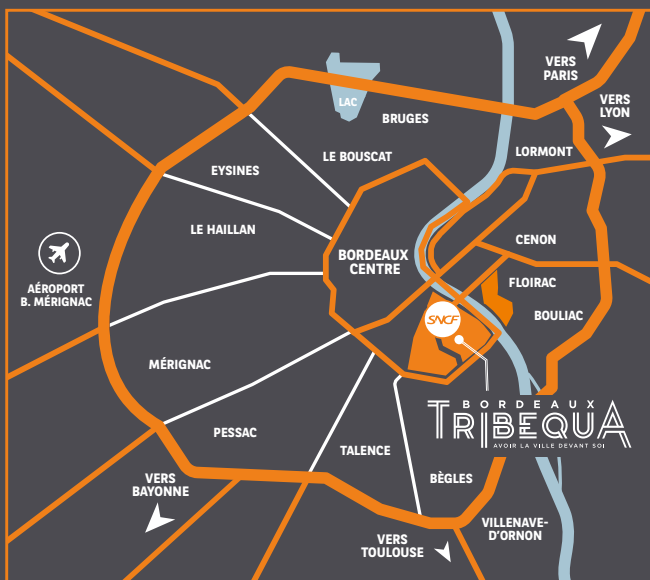 VERS
PARIS
VERS
LYON
LAC
BRUGES
LORMONT
LE BOUSCAT
EYSINES
LE HAILLAN
CENON
BORDEAUX
CENTRE
AÉROPORT
B. MÉRIGNAC
FLOIRAC
BOULIAC
SNCF
MÉRIGNAC
BORDEAUX
TRIBEQUA
AVOIR LA VILLE DEVANT SOI
PESSAC
TALENCE
BÈGLES
VERS
BAYONNE
VILLENAVE-
D'ORNON
VERS
TOULOUSE